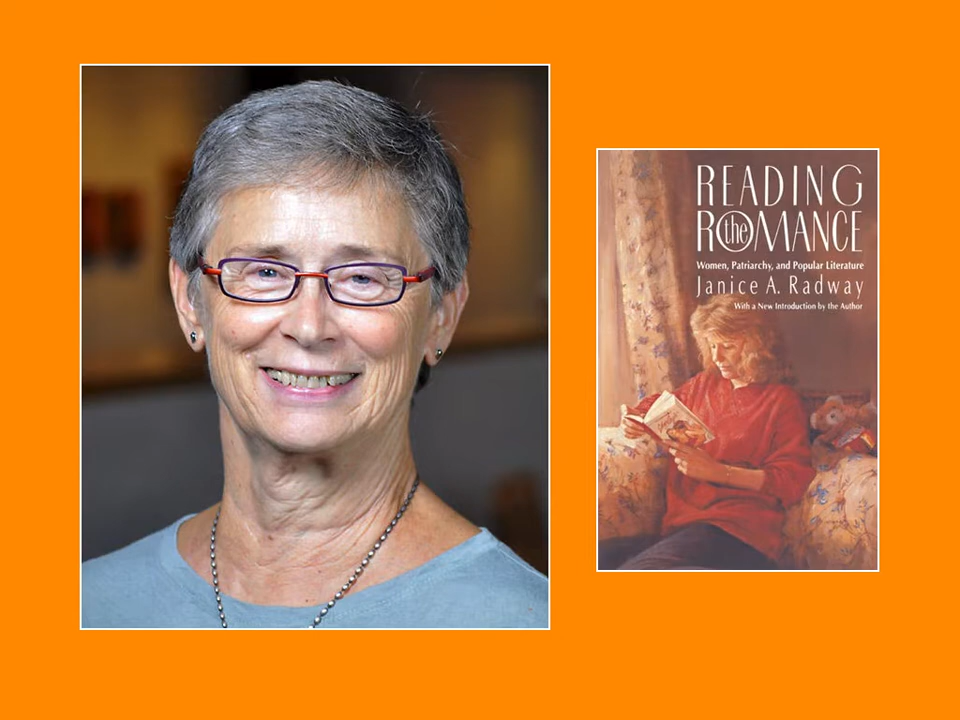 READING
the
ROMANCE
Women, Patriarchy, and Popular Literature
Janice A. Radway
With a New Introduction by the Author